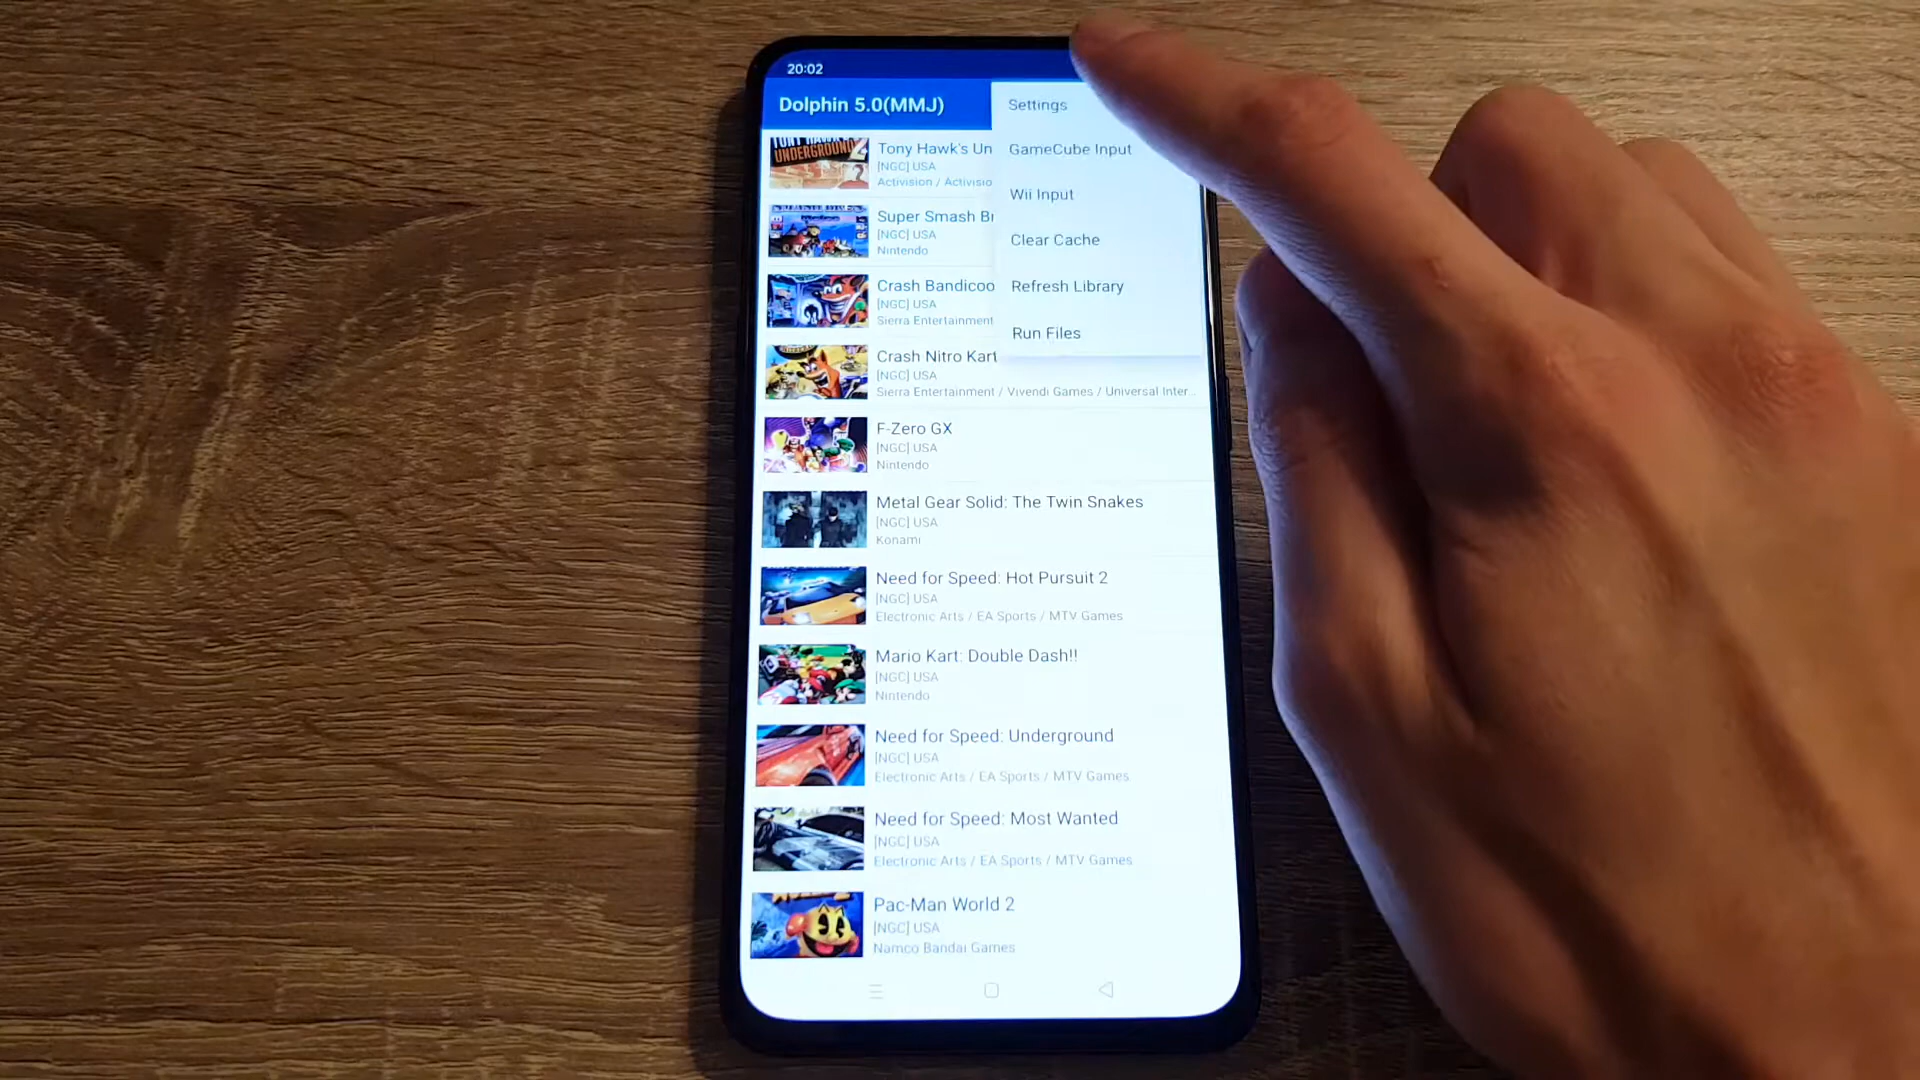 20:02
Dolphin 5.0(MMJ)
Settings
GameCube Input
Wii Input
Clear Cache
Refresh Library
Run Files
UNDERGROUND 2
Tony Hawk's Un
[NGC] USA
Activision / Activisio
Super Smash Br
[NGC] USA
Nintendo
Crash Bandicoo
[NGC] USA
Sierra Entertainment
Crash Nitro Kart
[NGC] USA
Sierra Entertainment / Vivendi Games / Universal Inter...
F-Zero GX
[NGC] USA
Nintendo
Metal Gear Solid: The Twin Snakes
[NGC] USA
Konami
Need for Speed: Hot Pursuit 2
[NGC] USA
Electronic Arts / EA Sports / MTV Games
Mario Kart: Double Dash!!
[NGC] USA
Nintendo
Need for Speed: Underground
[NGC] USA
Electronic Arts / EA Sports / MTV Games
Need for Speed: Most Wanted
[NGC] USA
Electronic Arts / EA Sports / MTV Games
Pac-Man World 2
[NGC] USA
Namco Bandai Games